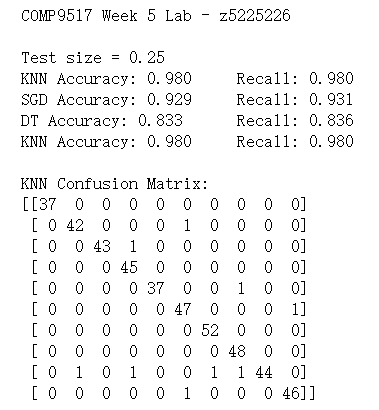 COMP9517 Week 5 Lab - z5225226
Test size = 0.25
KNN Accuracy: 0.980     Recall: 0.980
SGD Accuracy: 0.929     Recall: 0.931
DT Accuracy: 0.833      Recall: 0.836
KNN Accuracy: 0.980     Recall: 0.980
KNN Confusion Matrix:
[[37  0  0  0  0  0  0  0  0  0]
 [ 0 42  0  0  0  1  0  0  0  0]
 [ 0  0 43  1  0  0  0  0  0  0]
 [ 0  0  0 45  0  0  0  0  0  0]
 [ 0  0  0  0 37  0  0  1  0  0]
 [ 0  0  0  0  0 47  0  0  0  1]
 [ 0  0  0  0  0  0 52  0  0  0]
 [ 0  0  0  0  0  0  0 48  0  0]
 [ 0  1  0  1  0  0  1  1 44  0]
 [ 0  0  0  0  0  1  0  0  0 46]]